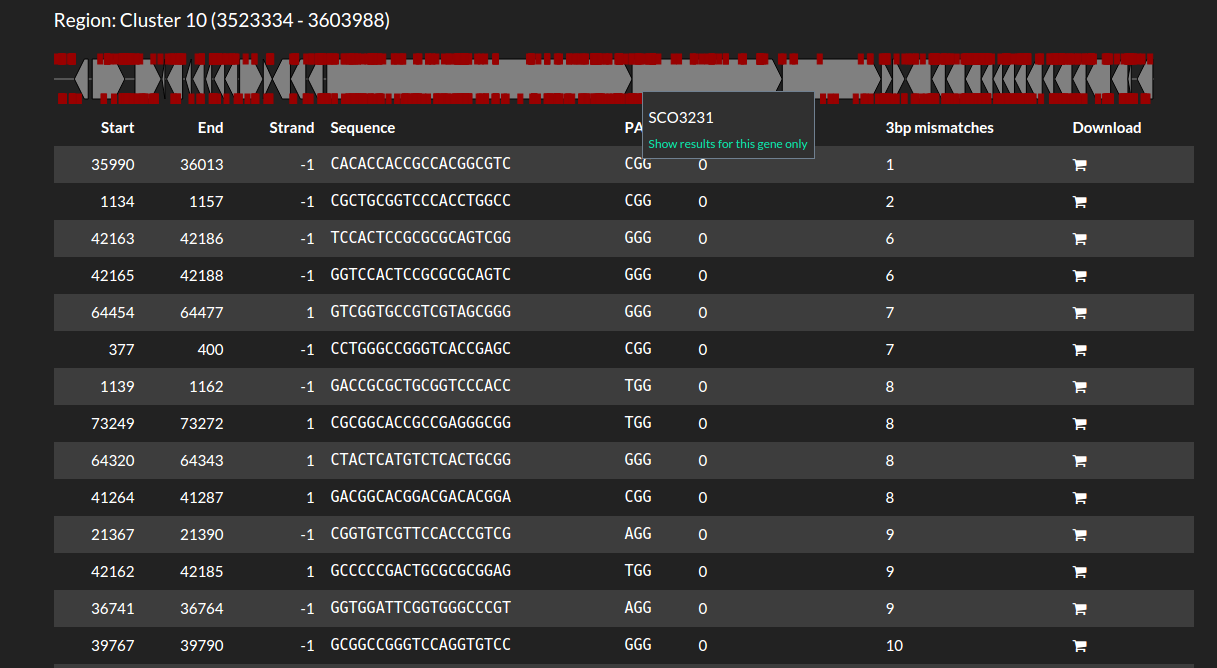 Region: Cluster 10 (3523334 - 3603988)
SCO3231
Show results for this gene only
Start End Strand Sequence PA 3bp mismatches Download
35990 36013 -1 CACACCACCGCCACGGCGTC CGG 0 1
1134 1157 -1 CGCTGCGGTCCCACCTGGCC CGG 0 2
42163 42186 -1 TCCACTCCGCGCGCAGTCGG GGG 0 6
42165 42188 -1 GGTCCACTCCGCGCGCAGTC GGG 0 6
64454 64477 1 GTCGGTGCCGTCGTAGCGGG GGG 0 7
377 400 -1 CCTGGGCCGGGTCACCGAGC CGG 0 7
1139 1162 -1 GACCGCGCTGCGGTCCCACC TGG 0 8
73249 73272 1 CGCGGCACCGCCGAGGGCGG TGG 0 8
64320 64343 1 CTACTCATGTCTCACTGCGG GGG 0 8
41264 41287 1 GACGGCACGGACGACACGGA CGG 0 8
21367 21390 -1 CGGTGTCGTTCCACCCGTCG AGG 0 9
42162 42185 1 GCCCCCGACTGCGCGCGGAG TGG 0 9
36741 36764 -1 GGTGGATTCGGTGGGCCCGT AGG 0 9
39767 39790 -1 GCGGCCGGGTCCAGGTGTCC GGG 0 10